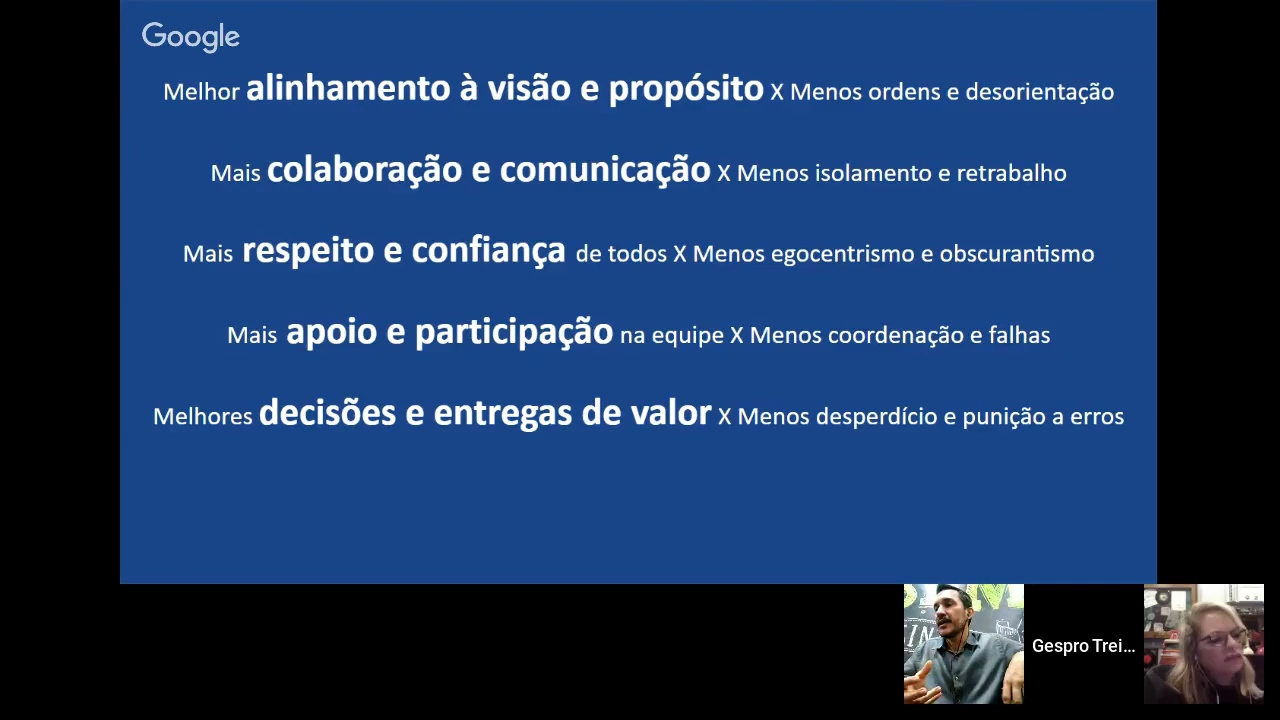 Google
Melhor alinhamento à visão e propósito X Menos ordens e desorientação
Mais colaboração e comunicação X Menos isolamento e retrabalho
Mais respeito e confiança de todos X Menos egocentrismo e obscurantismo
Mais apoio e participação na equipe X Menos coordenação e falhas
Melhores decisões e entregas de valor X Menos desperdício e punição a erros
Gespro Trei...